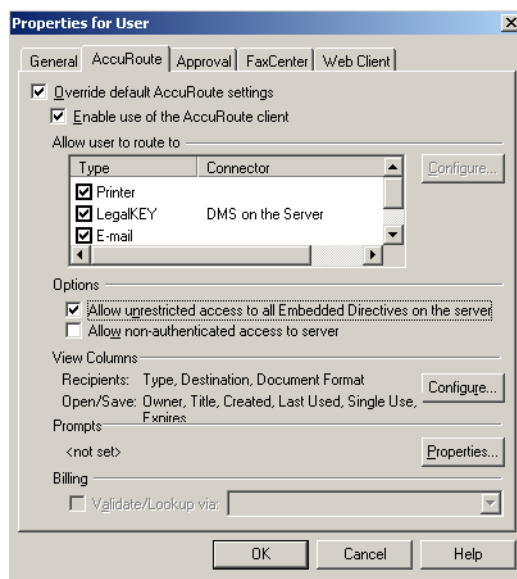 Properties for User
General AccuRoute Approval FaxCenter Web Client
Override default AccuRoute settings
Enable use of the AccuRoute client
Allow user to route to
Type Connector
Configure...
Printer
LegalKEY DMS on the Server
E-mail
Options
Allow unrestricted access to all Embedded Directives on the server
Allow non-authenticated access to server
View Columns
Recipients: Type, Destination, Document Format
Configure...
Open/Save: Owner, Title, Created, Last Used, Single Use,
Expires
Prompts
<not set>
Properties...
Billing
Validate/Lookup via:
OK Cancel Help